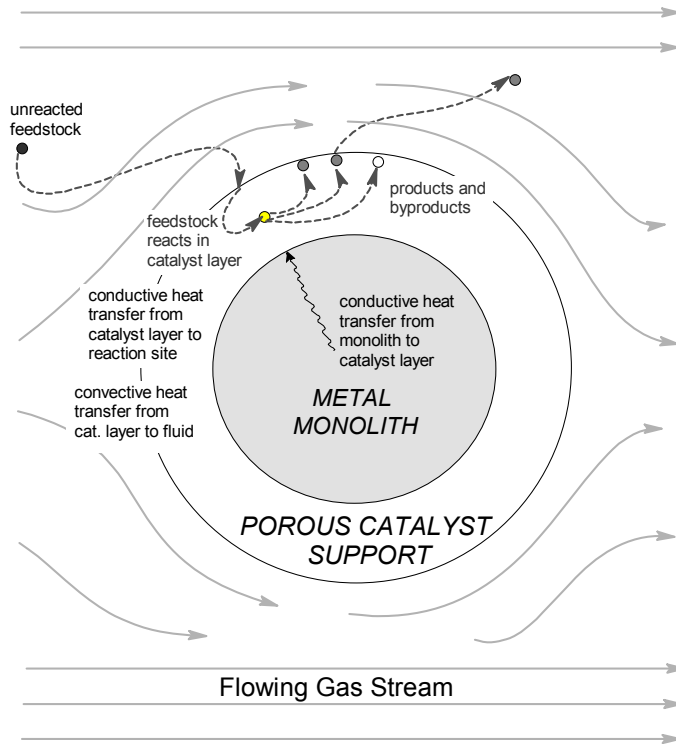 unreacted
feedstock
products and
byproducts
feedstock
reacts in
catalyst layer
conductive heat
transfer from
catalyst layer to
reaction site
conductive heat
transfer from
monolith to
catalyst layer
convective heat
transfer from
cat. layer to fluid
METAL
MONOLITH
POROUS CATALYST
SUPPORT
Flowing Gas Stream